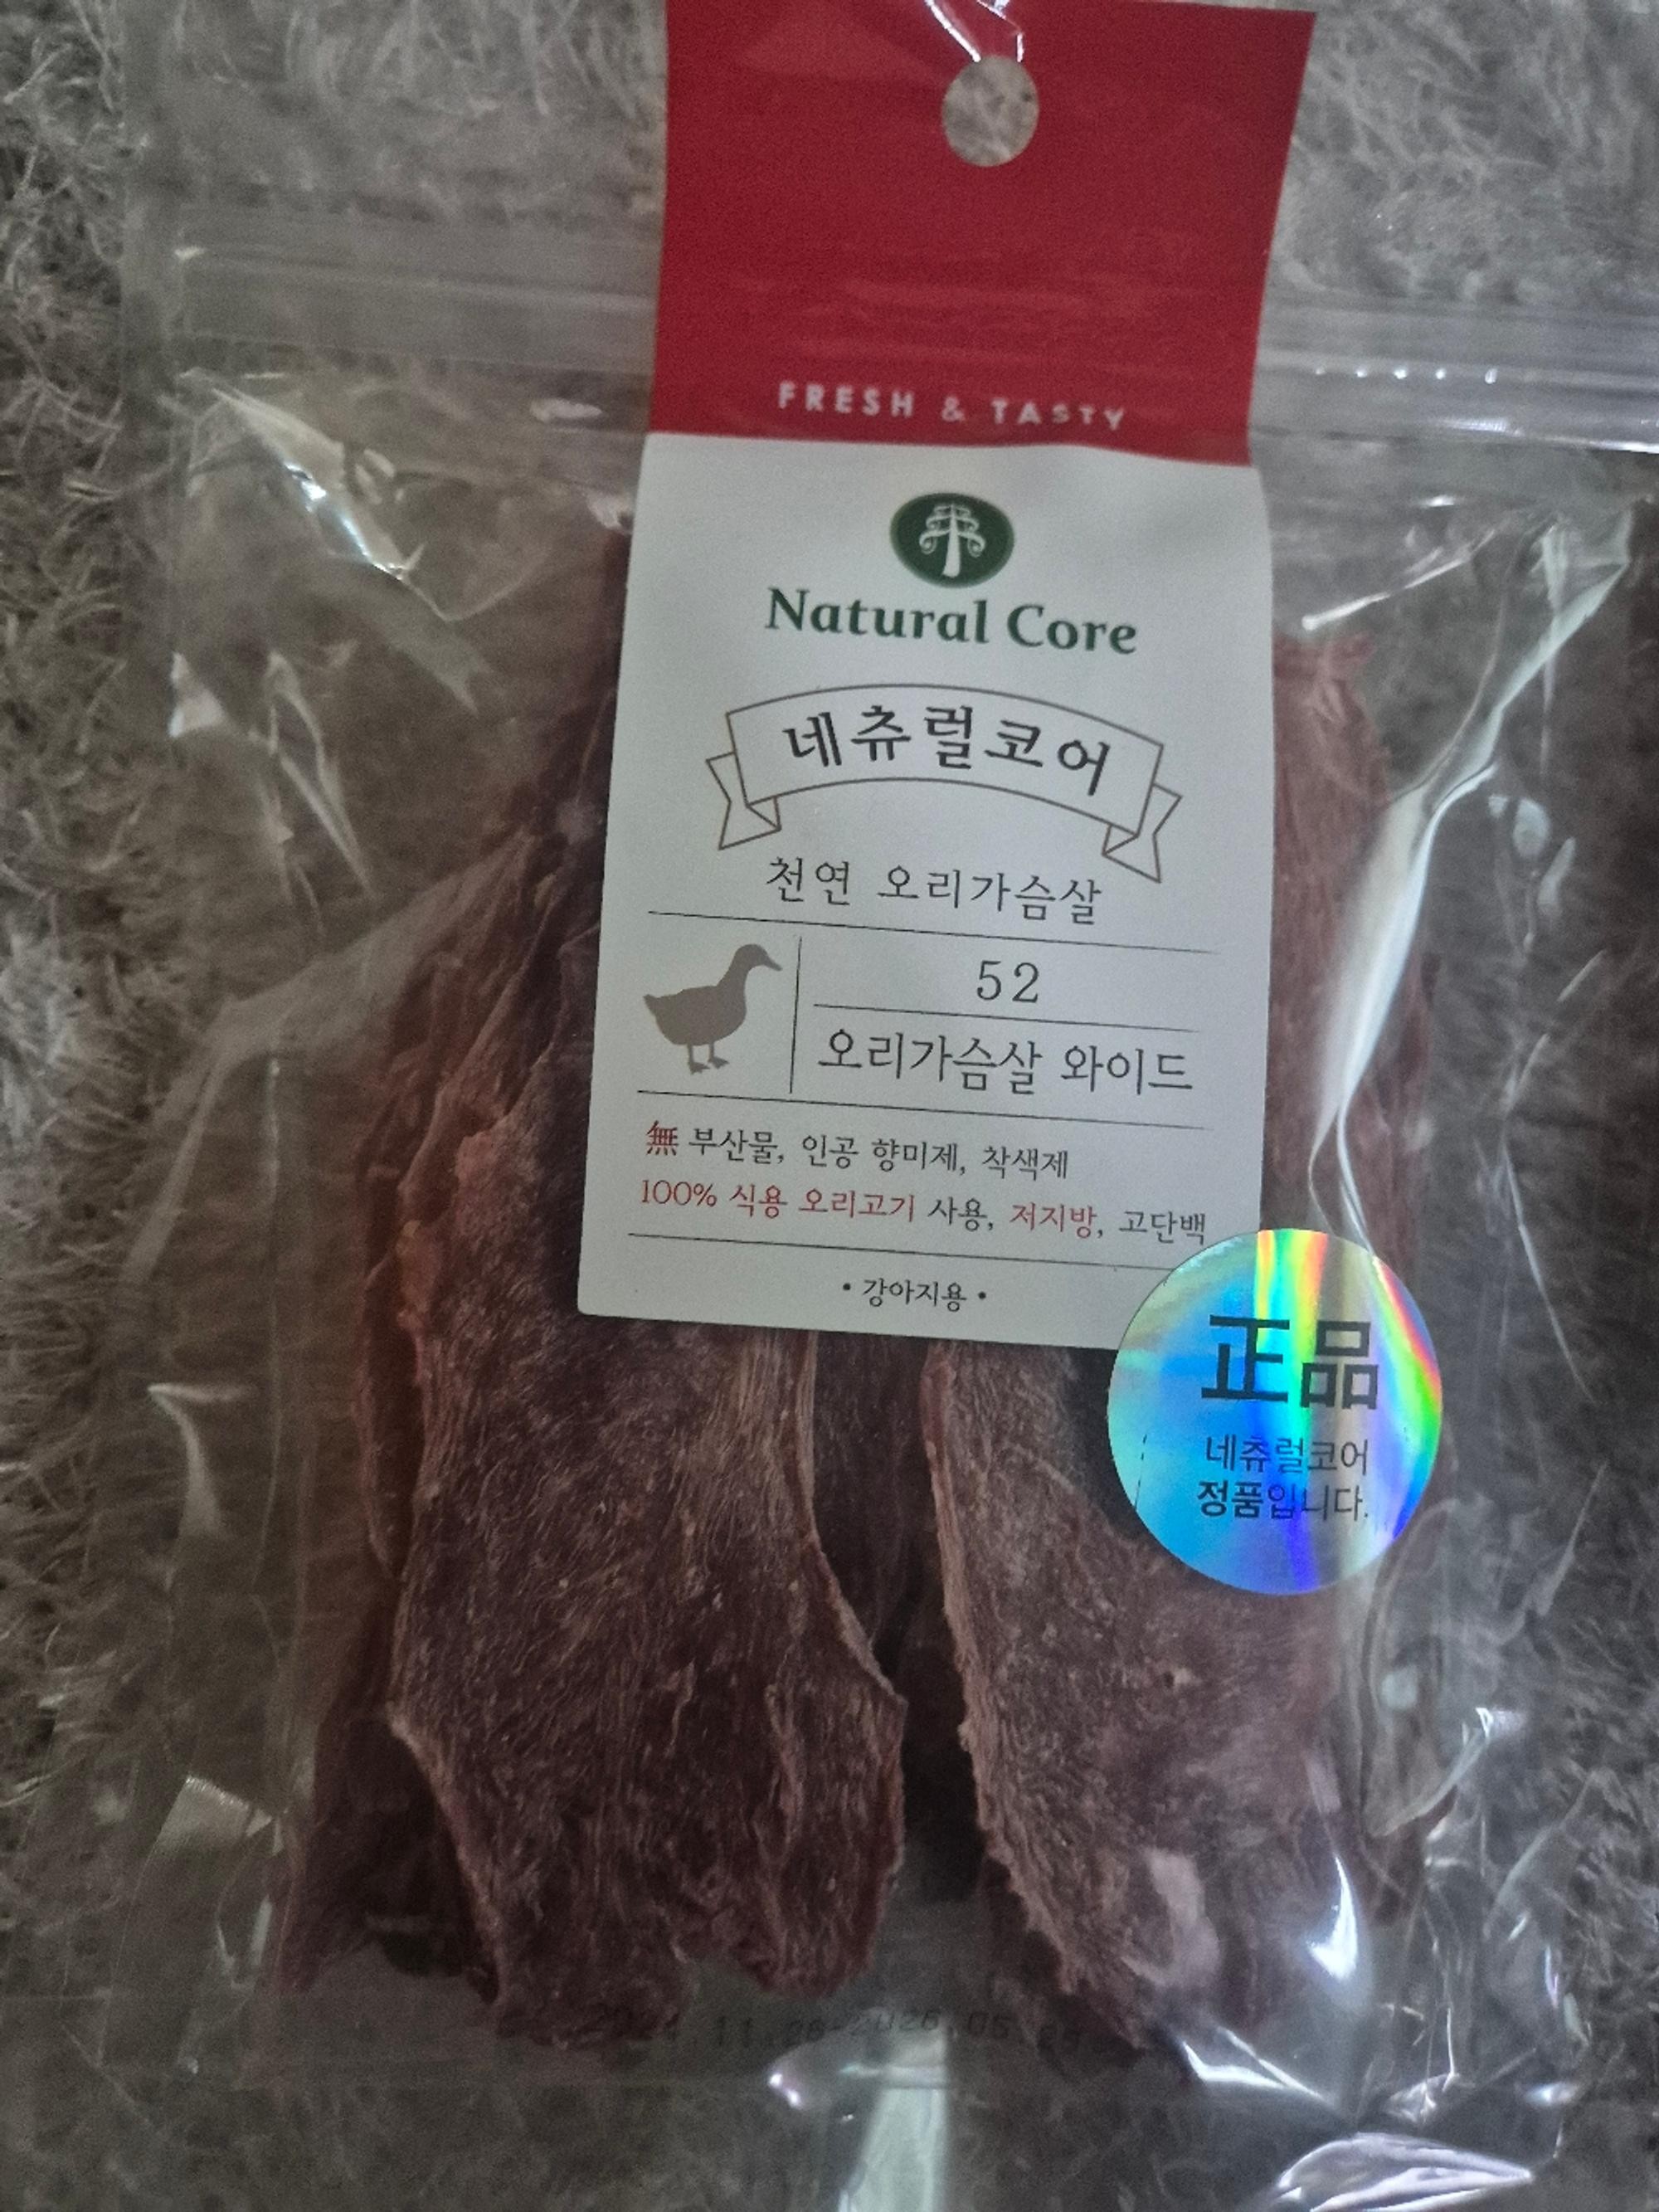 FRESH & TASTY
Natural Core
네츄럴코어
천연 오리가슴살
52
오리가슴살 와이드
無 부산물, 인공 향미제, 착색제
100% 식용 오리고기 사용, 저지방, 고단백
• 강아지용 •
正品
네츄럴코어
정품입니다.